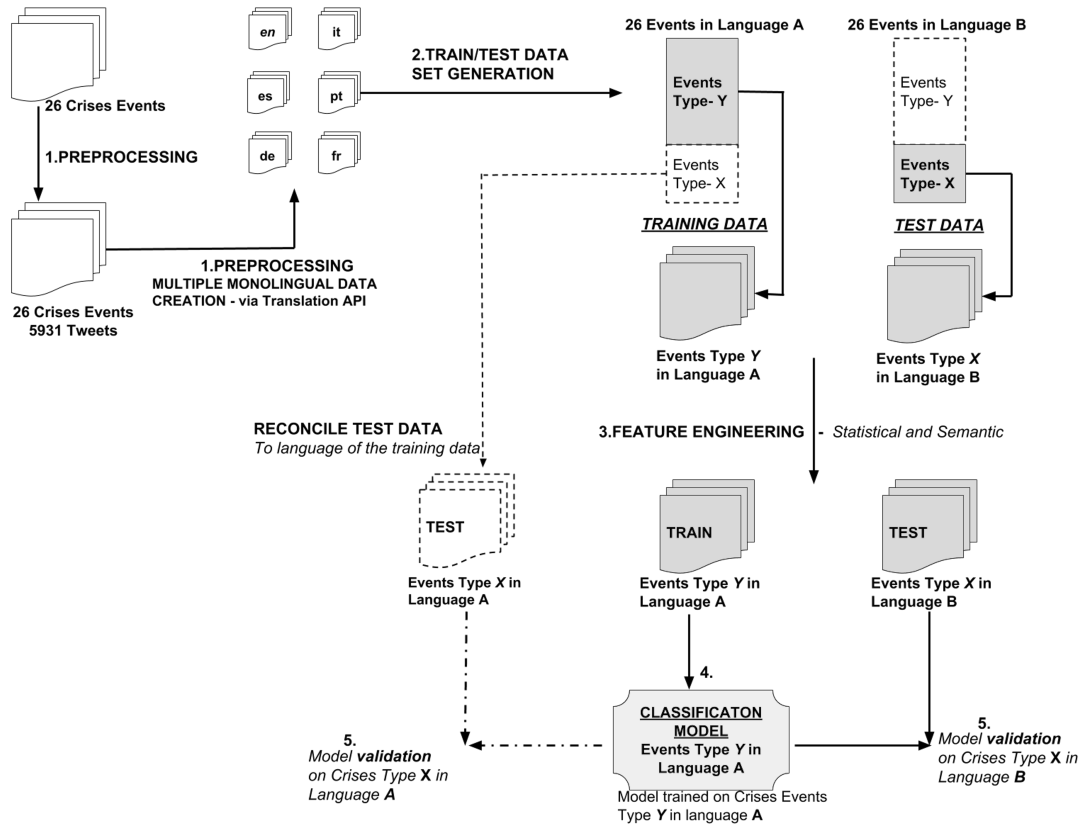 26 Crises Events
1.PREPROCESSING
26 Crises Events
5931 Tweets
1.PREPROCESSING
MULTIPLE MONOLINGUAL DATA
CREATION - via Translation API
en
it
es
pt
de
fr
2.TRAIN/TEST DATA
SET GENERATION
26 Events in Language A
Events
Type- Y
Events
Type- X
TRAINING DATA
Events Type Y
in Language A
26 Events in Language B
Events
Type- Y
Events
Type- X
TEST DATA
Events Type X
in Language B
RECONCILE TEST DATA
To language of the training data
3.FEATURE ENGINEERING - Statistical and Semantic
TEST
Events Type X in
Language A
TRAIN
Events Type Y in
Language A
TEST
Events Type X in
Language B
4.
CLASSIFICATON
MODEL
Events Type Y in
Language A
Model trained on Crises Events
Type Y in language A
5.
Model validation
on Crises Type X in
Language A
5.
Model validation
on Crises Type X in
Language B